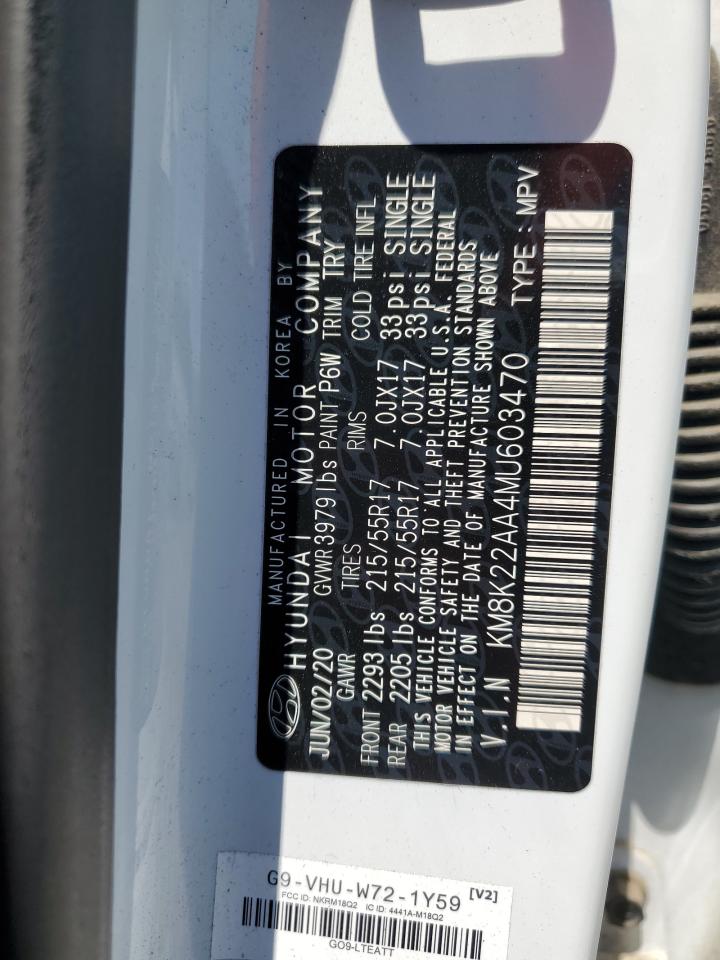 MANUFACTURED IN KOREA BY
HYUNDAI MOTOR COMPANY
JUN/02/20 GVWR 3979lbs PAINT P6W TRIM TRY
GAWR TIRES RIMS COLD TIRE INFL
FRONT 2293 lbs 215/55R17 7.0JX17 33psi SINGLE
REAR 2205 lbs 215/55R17 7.0JX17 33psi SINGLE
THIS VEHICLE CONFORMS TO ALL APPLICABLE U.S.A. FEDERAL
MOTOR VEHICLE SAFETY AND THEFT PREVENTION STANDARDS
IN EFFECT ON THE DATE OF MANUFACTURE SHOWN ABOVE
V.I N KM8K22AA4MU603470 TYPE : MPV
G9-VHU-W72-1Y59 [V2]
FCC ID: NKRM18Q2 IC ID: 4441A-M18Q2
GO9-LTEATT